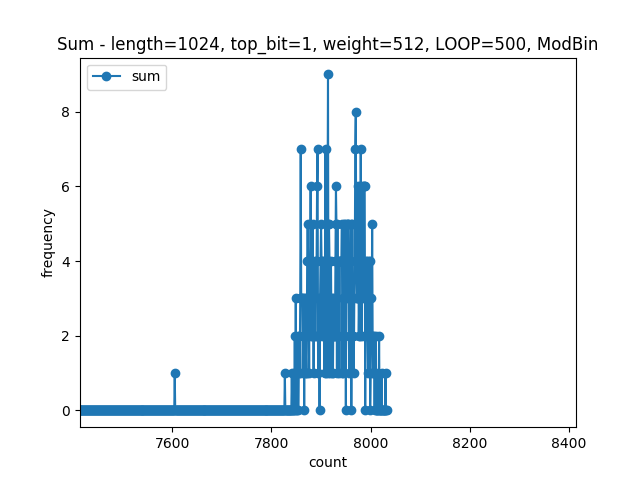 Sum - length=1024, top_bit=1, weight=512, LOOP=500, ModBin
sum
frequency
8
6
4
2
0
7600 7800 8000 8200 8400
count